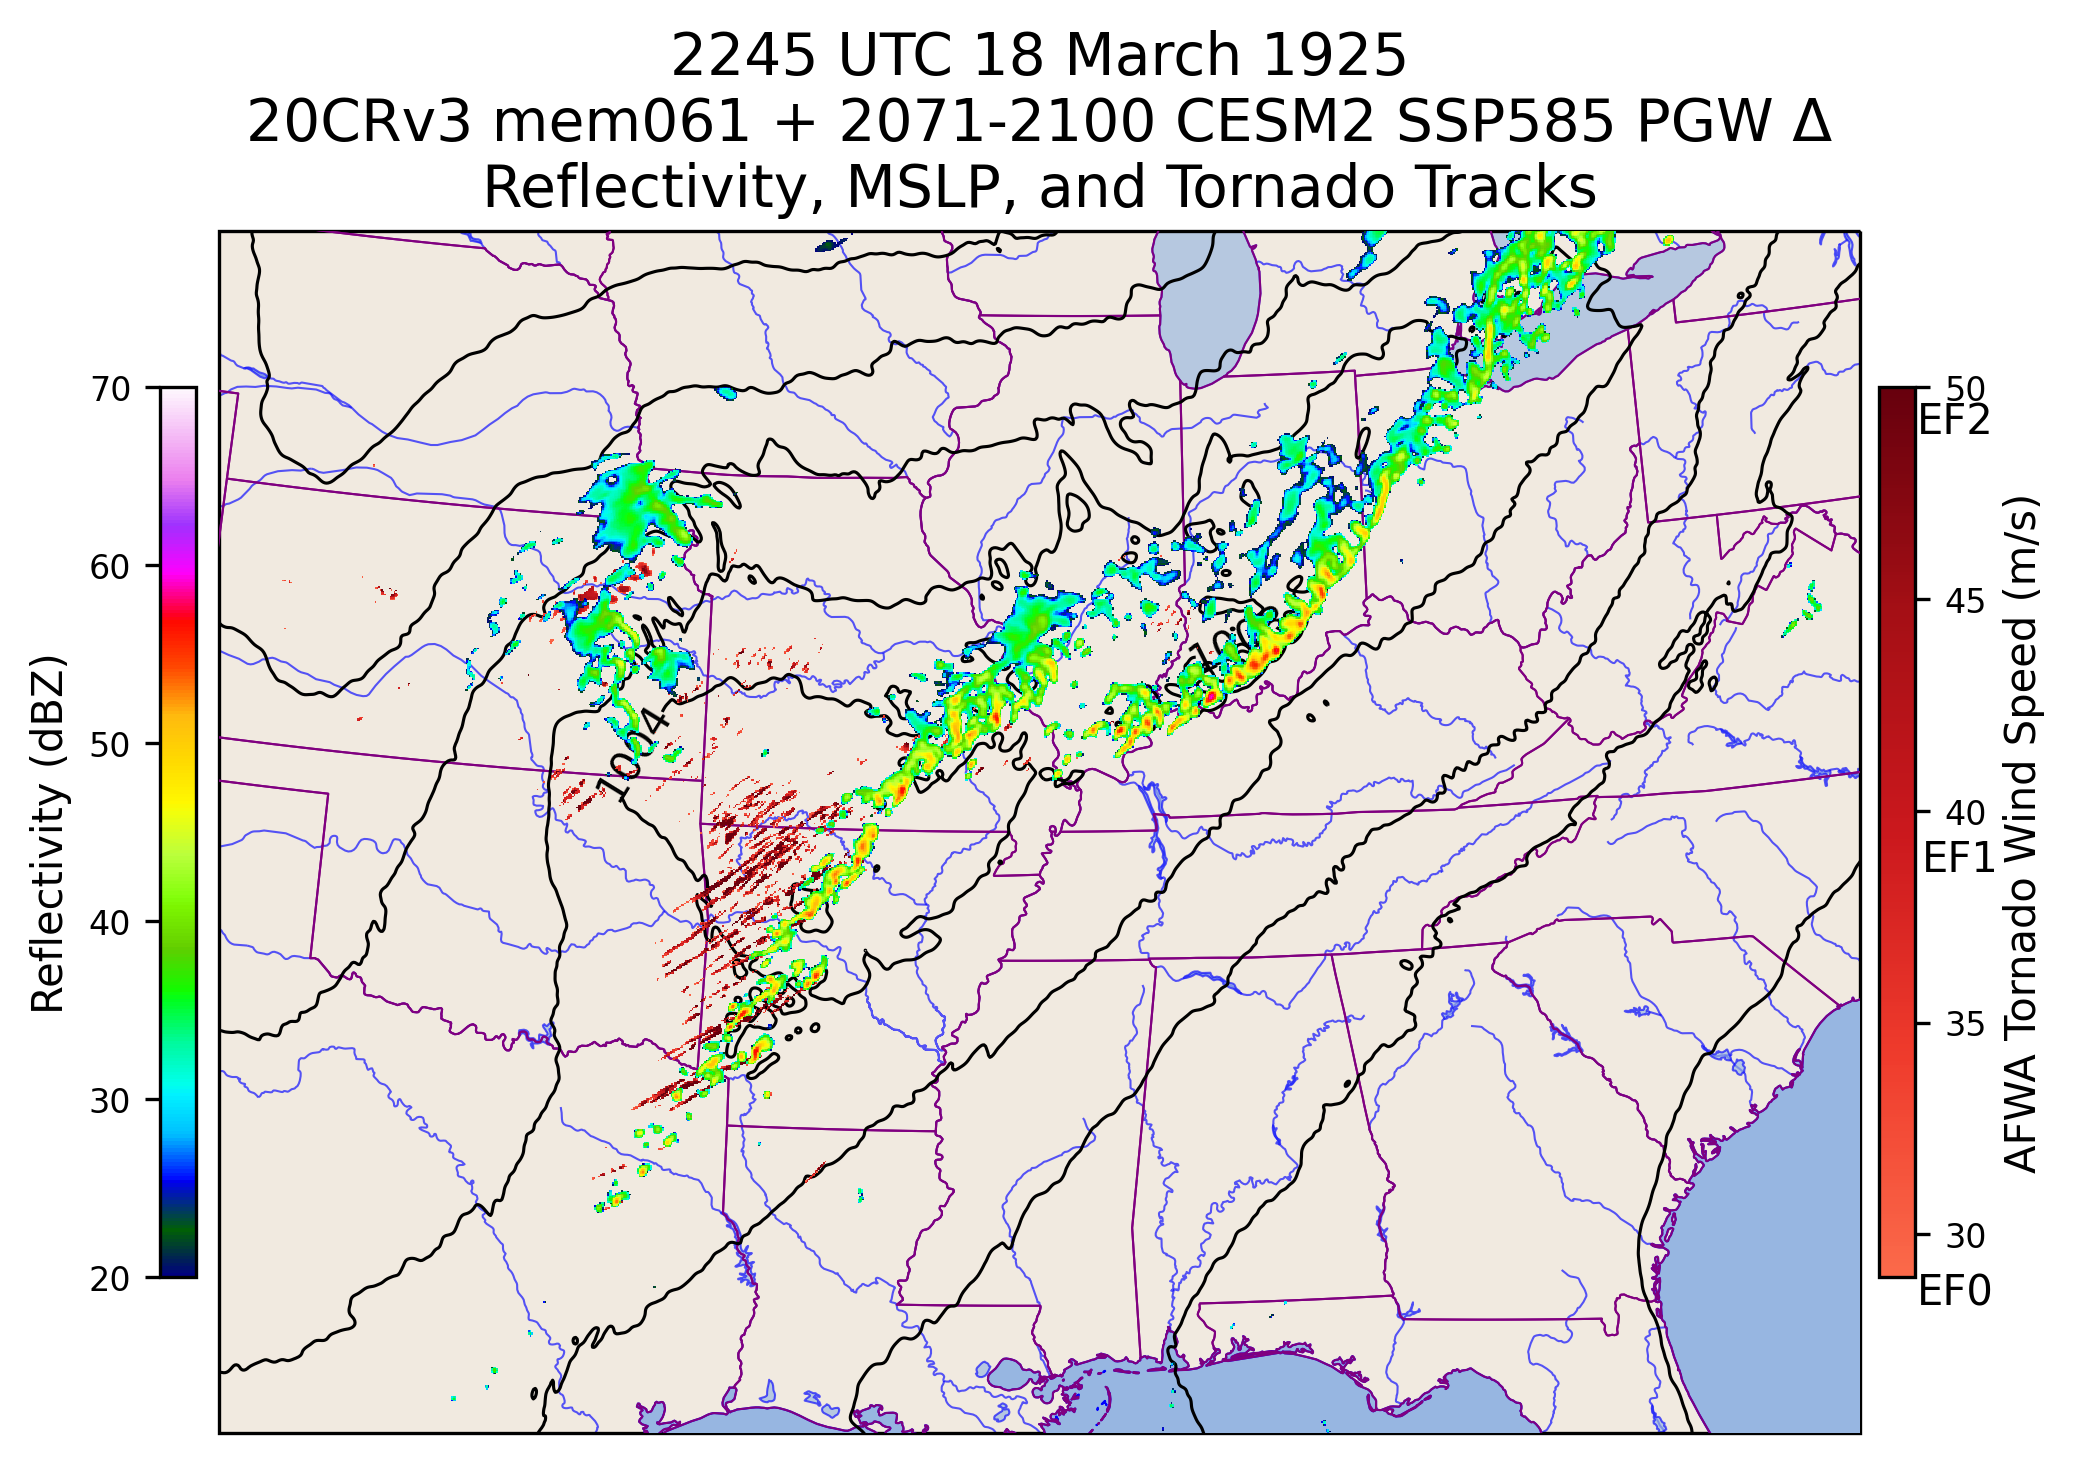 2245 UTC 18 March 1925
20CRv3 mem061 + 2071-2100 CESM2 SSP585 PGW Δ
Reflectivity, MSLP, and Tornado Tracks
Reflectivity (dBZ)
70
60
50
40
30
20
1004
50
EF2
45
40
EF1
35
30
EF0
AFWA Tornado Wind Speed (m/s)